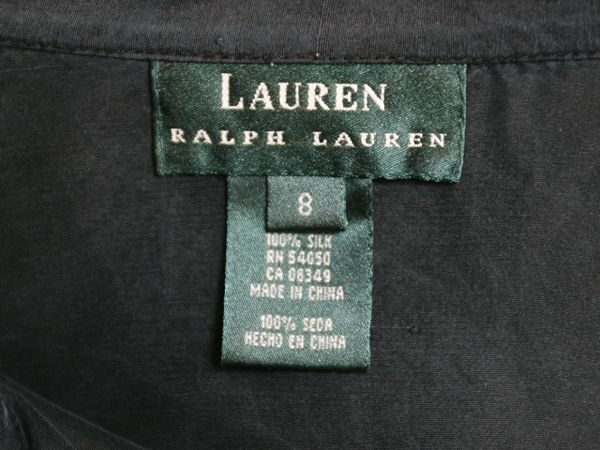 LAUREN
RALPH LAUREN
8
100% SILK
RN 54050
CA 08349
MADE IN CHINA
100% SEDA
HECHO EN CHINA